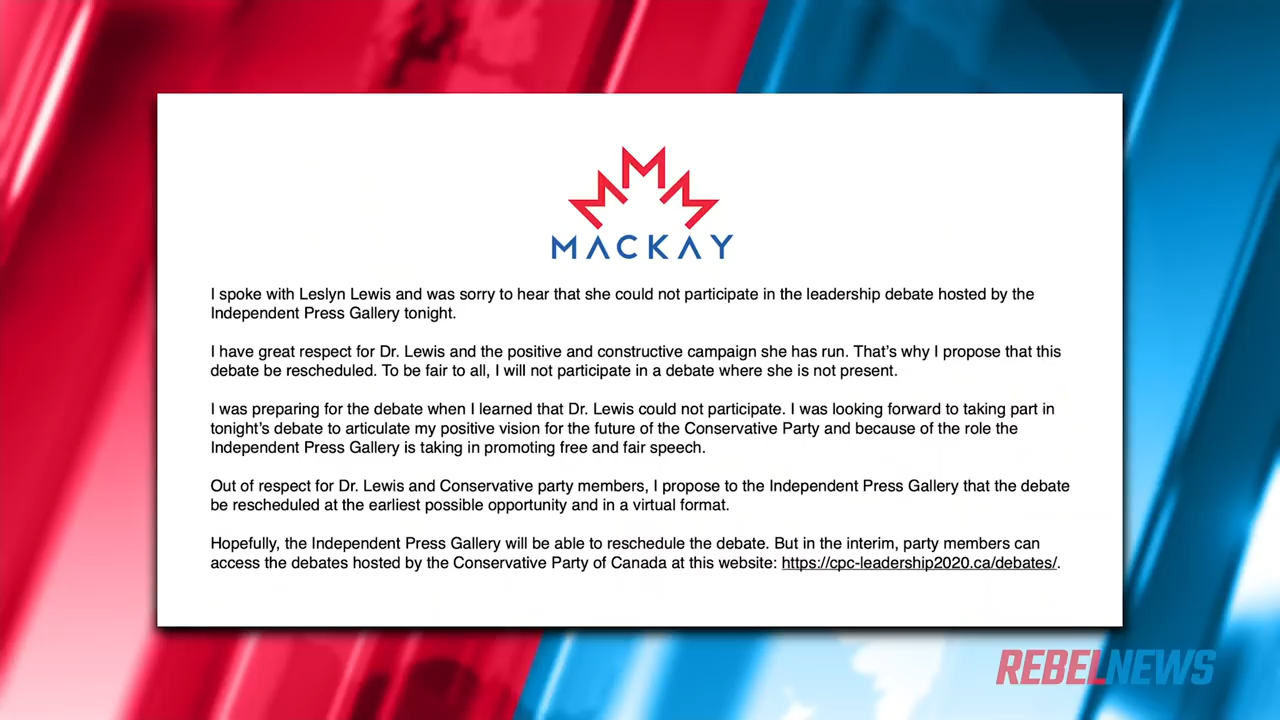 MACKAY
I spoke with Leslyn Lewis and was sorry to hear that she could not participate in the leadership debate hosted by the
Independent Press Gallery tonight.
I have great respect for Dr. Lewis and the positive and constructive campaign she has run. That’s why I propose that this
debate be rescheduled. To be fair to all, I will not participate in a debate where she is not present.
I was preparing for the debate when I learned that Dr. Lewis could not participate. I was looking forward to taking part in
tonight’s debate to articulate my positive vision for the future of the Conservative Party and because of the role the
Independent Press Gallery is taking in promoting free and fair speech.
Out of respect for Dr. Lewis and Conservative party members, I propose to the Independent Press Gallery that the debate
be rescheduled at the earliest possible opportunity and in a virtual format.
Hopefully, the Independent Press Gallery will be able to reschedule the debate. But in the interim, party members can
access the debates hosted by the Conservative Party of Canada at this website: https://cpc-leadership2020.ca/debates/.
REBELNEWS